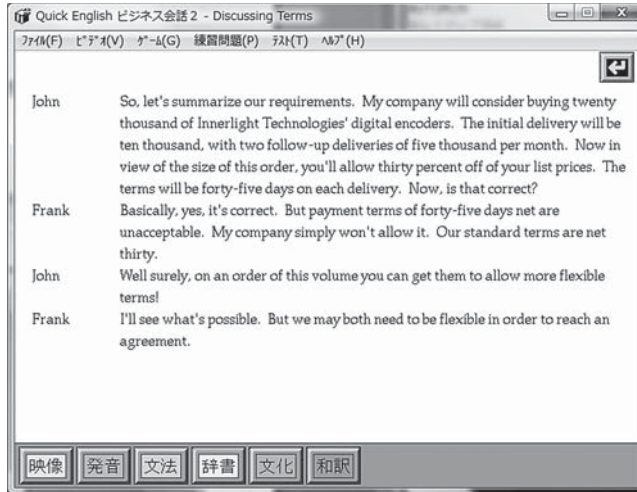 Quick English ビジネス会話 2 - Discussing Terms
ファイル(F) ビデオ(V) ゲーム(G) 練習問題(P) テスト(T) ヘルプ(H)
John So, let's summarize our requirements. My company will consider buying twenty
thousand of Innerlight Technologies' digital encoders. The initial delivery will be
ten thousand, with two follow-up deliveries of five thousand per month. Now in
view of the size of this order, you'll allow thirty percent off of your list prices. The
terms will be forty-five days on each delivery. Now, is that correct?
Frank Basically, yes, it's correct. But payment terms of forty-five days net are
unacceptable. My company simply won't allow it. Our standard terms are net
thirty.
John Well surely, on an order of this volume you can get them to allow more flexible
terms!
Frank I'll see what's possible. But we may both need to be flexible in order to reach an
agreement.
映像 発音 文法 辞書 文化 和訳